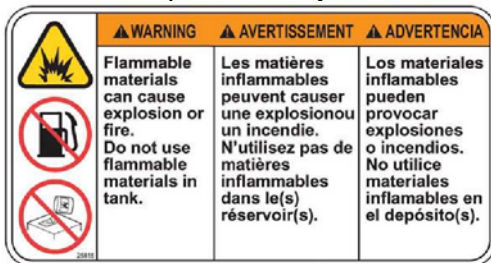 WARNING
Flammable
materials
can cause
explosion or
fire.
Do not use
flammable
materials in
tank.
AVERTISSEMENT
Les matières
inflammables
peuvent causer
une explosionou
un incendie.
N'utilisez pas de
matières
inflammables
dans le(s)
réservoir(s).
ADVERTENCIA
Los materiales
inflamables
pueden
provocar
explosiones
o incendios.
No utilice
materiales
inflamables en
el depósito(s).